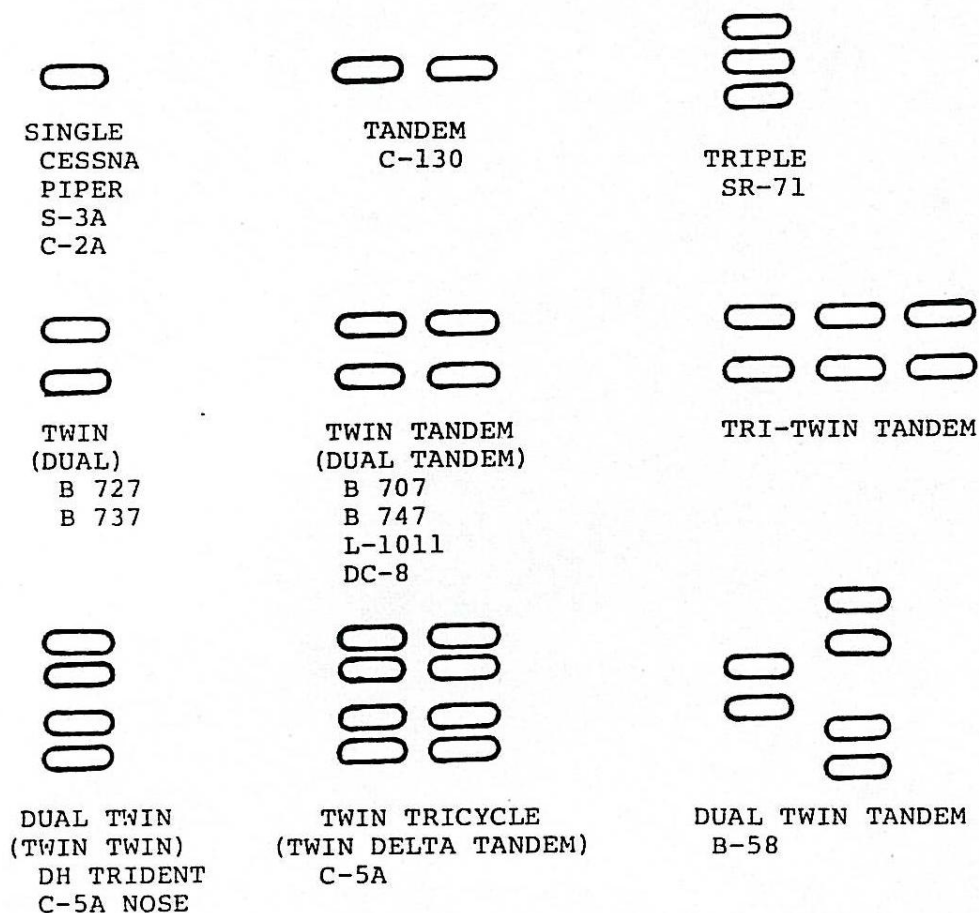 SINGLE
CESSNA
PIPER
S-3A
C-2A
TANDEM
C-130
TRIPLE
SR-71
TWIN
(DUAL)
B 727
B 737
TWIN TANDEM
(DUAL TANDEM)
B 707
B 747
L-1011
DC-8
TRI-TWIN TANDEM
DUAL TWIN
(TWIN TWIN)
DH TRIDENT
C-5A NOSE
TWIN TRICYCLE
(TWIN DELTA TANDEM)
C-5A
DUAL TWIN TANDEM
B-58